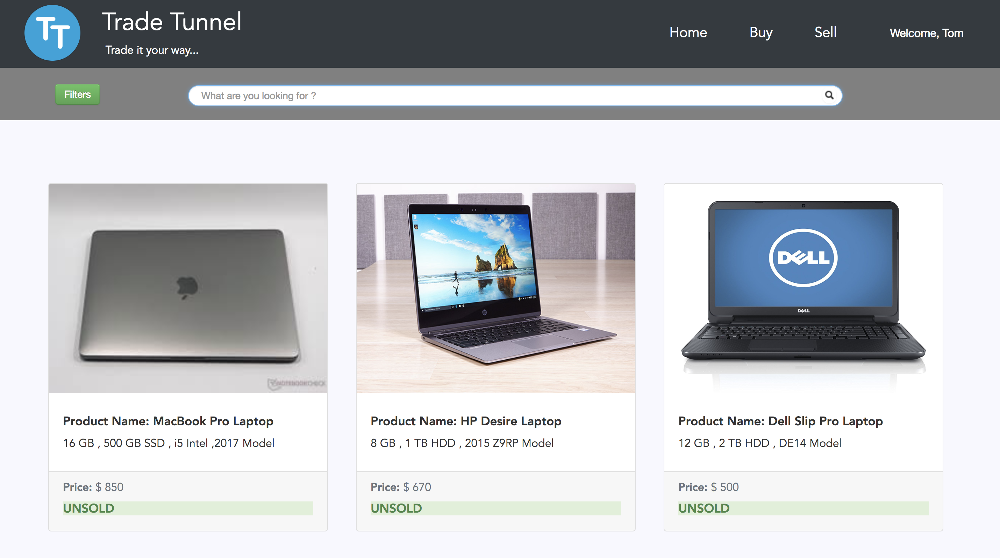 TT
Trade Tunnel
Trade it your way...
Home
Buy
Sell
Welcome, Tom
Filters
What are you looking for ?
NOTEBOOKCHECK
DELL
DELL
Product Name: MacBook Pro Laptop
16 GB , 500 GB SSD , i5 Intel ,2017 Model
Price: $ 850
UNSOLD
Product Name: HP Desire Laptop
8 GB , 1 TB HDD , 2015 Z9RP Model
Price: $ 670
UNSOLD
Product Name: Dell Slip Pro Laptop
12 GB , 2 TB HDD , DE14 Model
Price: $ 500
UNSOLD